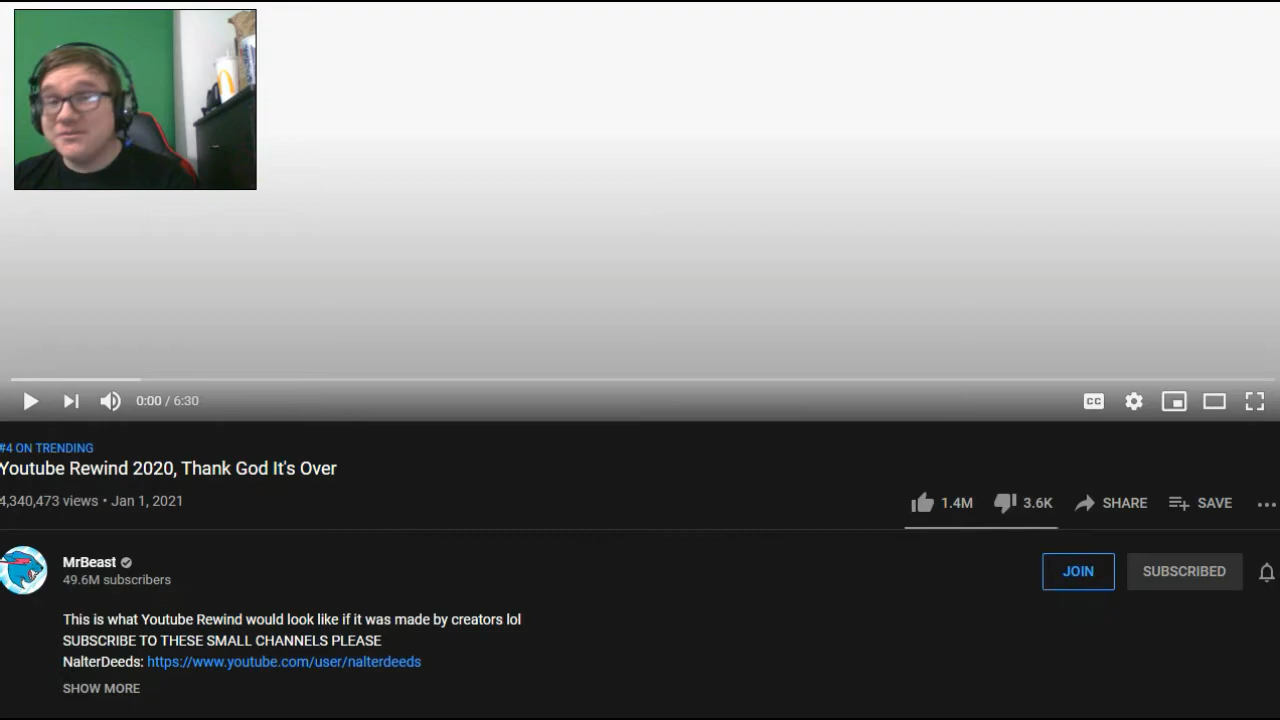 0:00 / 6:30
CC
#4 ON TRENDING
Youtube Rewind 2020, Thank God It's Over
4,340,473 views • Jan 1, 2021
1.4M
3.6K
SHARE
SAVE
MrBeast
49.6M subscribers
JOIN
SUBSCRIBED
This is what Youtube Rewind would look like if it was made by creators lol
SUBSCRIBE TO THESE SMALL CHANNELS PLEASE
NalterDeeds: https://www.youtube.com/user/nalterdeeds
SHOW MORE